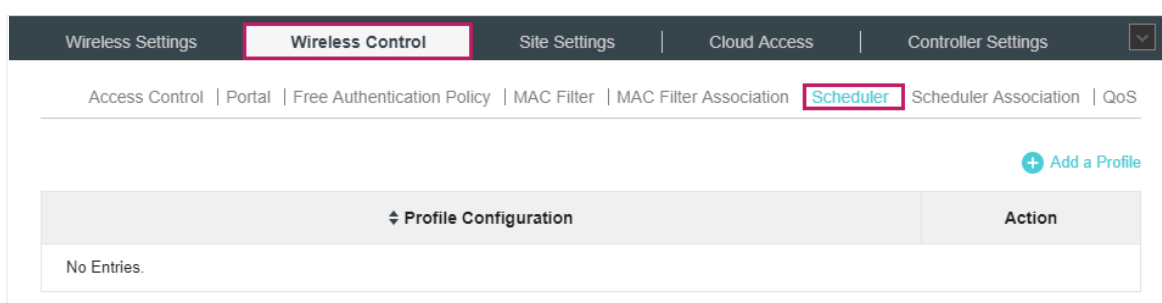 Wireless Settings Wireless Control Site Settings | Cloud Access | Controller Settings
Access Control | Portal | Free Authentication Policy | MAC Filter | MAC Filter Association Scheduler Scheduler Association | QoS
Add a Profile
Profile Configuration Action
No Entries.